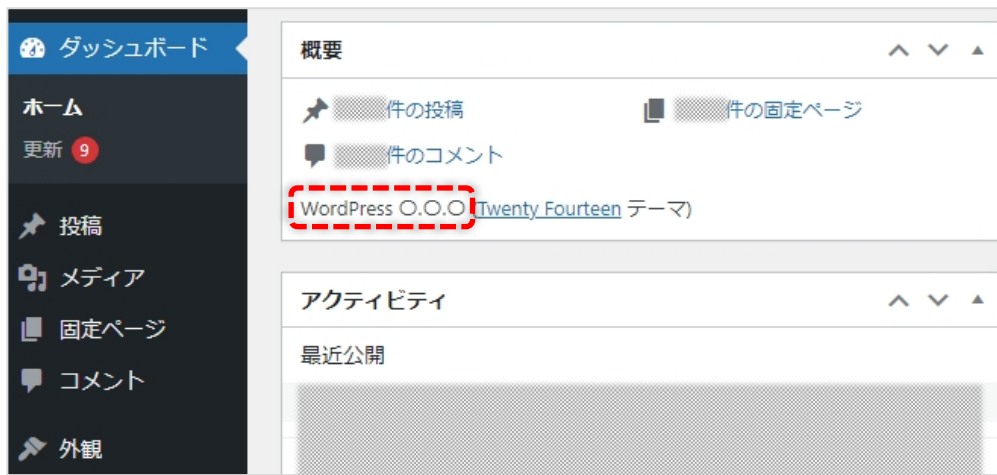 ダッシュボード
ホーム
更新 9
投稿
メディア
固定ページ
コメント
外観
概要
件の投稿
件の固定ページ
件のコメント
WordPress 〇.〇.〇 (Twenty Fourteen テーマ)
アクティビティ
最近公開